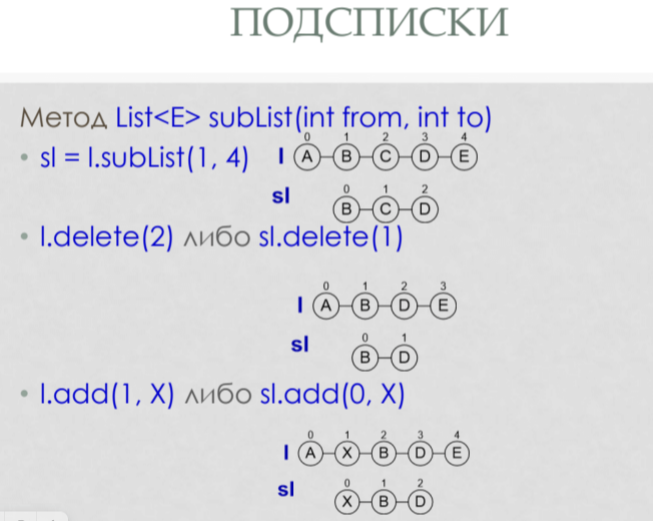 ПОДСПИСКИ
Метод List<E> subList(int from, int to)
0 1 2 3 4
• sl = l.subList(1, 4) l A B C D E
0 1 2
sl B C D
• l.delete(2) либо sl.delete(1)
0 1 2 3
l A B D E
0 1
sl B D
• l.add(1, X) либо sl.add(0, X)
0 1 2 3 4
l A X B D E
0 1 2
sl X B D